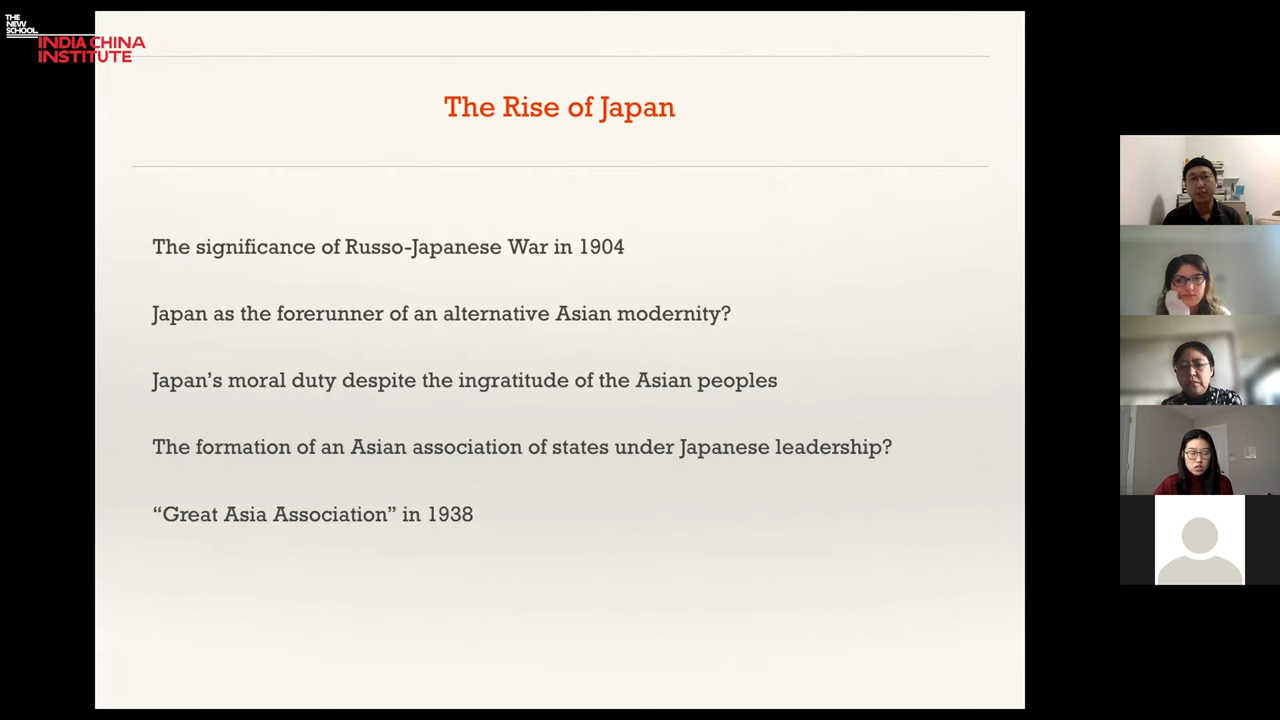 THE
NEW
SCHOOL
INDIA CHINA
INSTITUTE
The Rise of Japan
The significance of Russo-Japanese War in 1904
Japan as the forerunner of an alternative Asian modernity?
Japan’s moral duty despite the ingratitude of the Asian peoples
The formation of an Asian association of states under Japanese leadership?
“Great Asia Association” in 1938